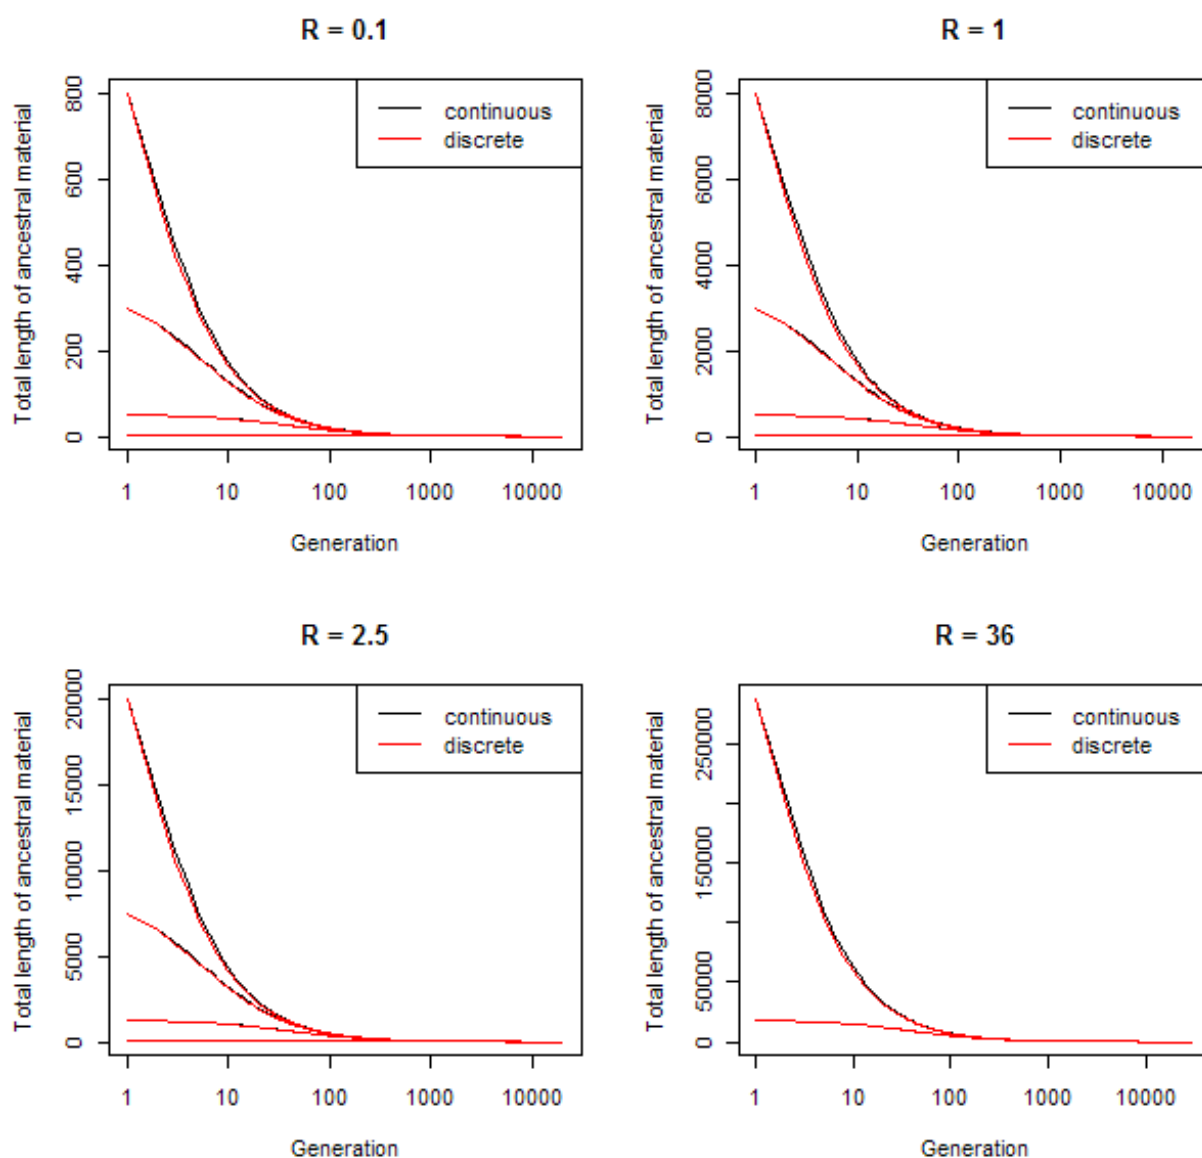 R = 0.1
continuous
discrete
Total length of ancestral material
0
200
400
600
800
1
10
100
1000
10000
Generation
R = 1
continuous
discrete
Total length of ancestral material
0
2000
4000
6000
8000
1
10
100
1000
10000
Generation
R = 2.5
continuous
discrete
Total length of ancestral material
0
5000
10000
15000
20000
1
10
100
1000
10000
Generation
R = 36
continuous
discrete
Total length of ancestral material
0
50000
150000
250000
1
10
100
1000
10000
Generation